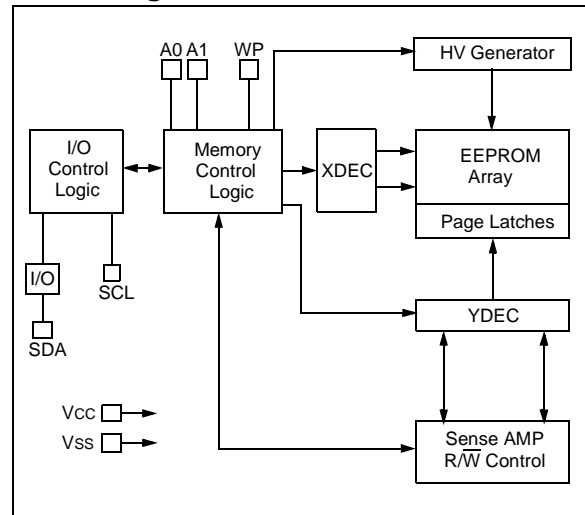 A0 A1 WP
HV Generator
I/O
Control
Logic
Memory
Control
Logic
XDEC
EEPROM
Array
Page Latches
I/O
SCL
SDA
YDEC
VCC
VSS
Sense AMP
R/W̅ Control